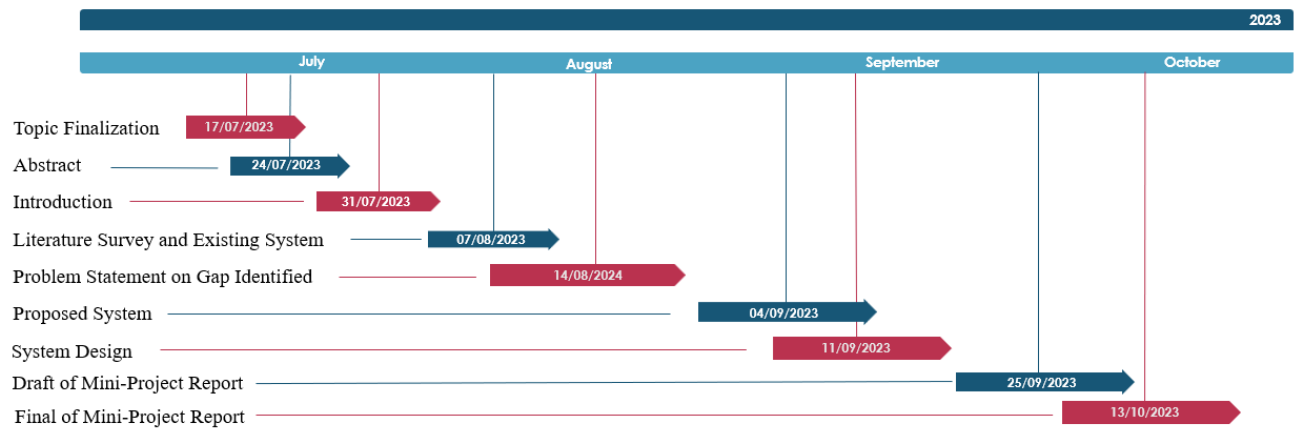 2023
July August September October
Topic Finalization 17/07/2023
Abstract 24/07/2023
Introduction 31/07/2023
Literature Survey and Existing System 07/08/2023
Problem Statement on Gap Identified 14/08/2024
Proposed System 04/09/2023
System Design 11/09/2023
Draft of Mini-Project Report 25/09/2023
Final of Mini-Project Report 13/10/2023